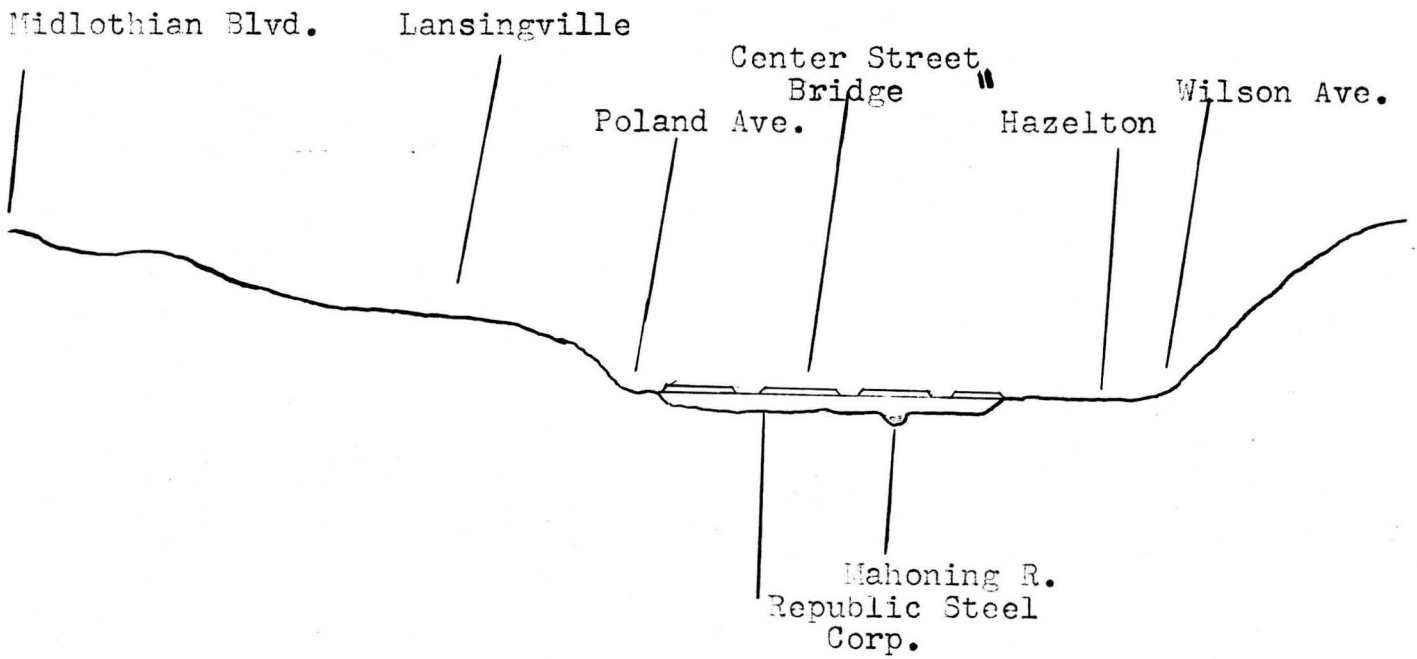 Midlothian Blvd.
Lansingville
Center Street "
Bridge
Wilson Ave.
Poland Ave.
Hazelton
Mahoning R.
Republic Steel
Corp.